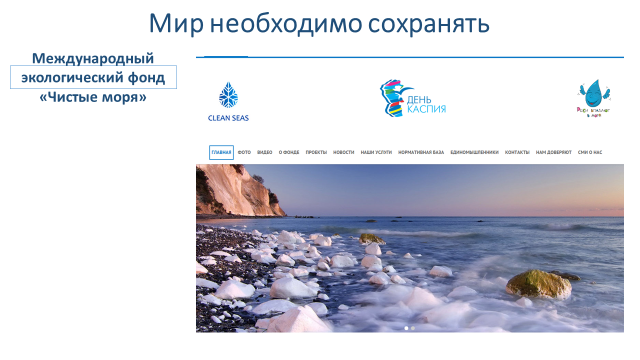 Мир необходимо сохранять
Международный
экологический фонд
«Чистые моря»
CLEAN SEAS
ДЕНЬ
КАСПИЯ
ГЛАВНАЯ ФОТО ВИДЕО О ФОНДЕ ПРОЕКТЫ НОВОСТИ НАШИ УСЛУГИ НОРМАТИВНАЯ БАЗА ЕДИНОМЫШЛЕННИКИ КОНТАКТЫ НАМ ДОВЕРЯЮТ СМИ О НАС